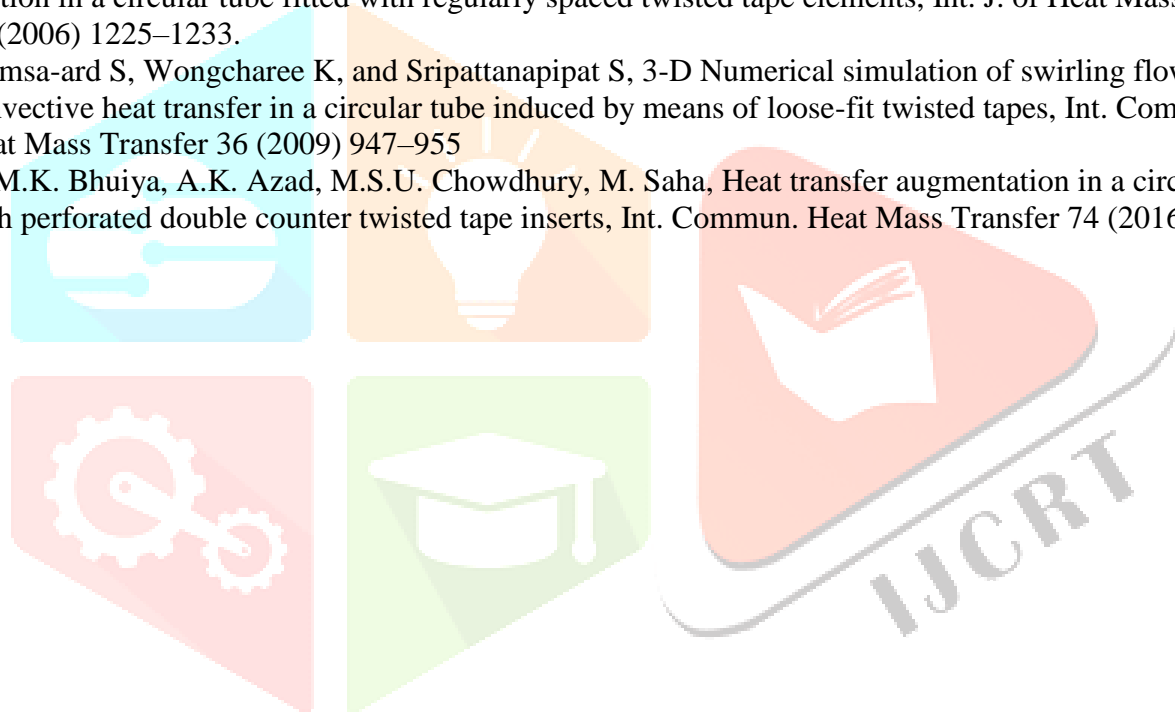 tion in a circular tube fitted with regularly spaced twisted tape elements, Int. J. of Heat Mass
(2006) 1225–1233.
msa-ard S, Wongcharee K, and Sripattanapipat S, 3-D Numerical simulation of swirling flow
vective heat transfer in a circular tube induced by means of loose-fit twisted tapes, Int. Com
at Mass Transfer 36 (2009) 947–955
M.K. Bhuiya, A.K. Azad, M.S.U. Chowdhury, M. Saha, Heat transfer augmentation in a circ
h perforated double counter twisted tape inserts, Int. Commun. Heat Mass Transfer 74 (2016
IJCRT